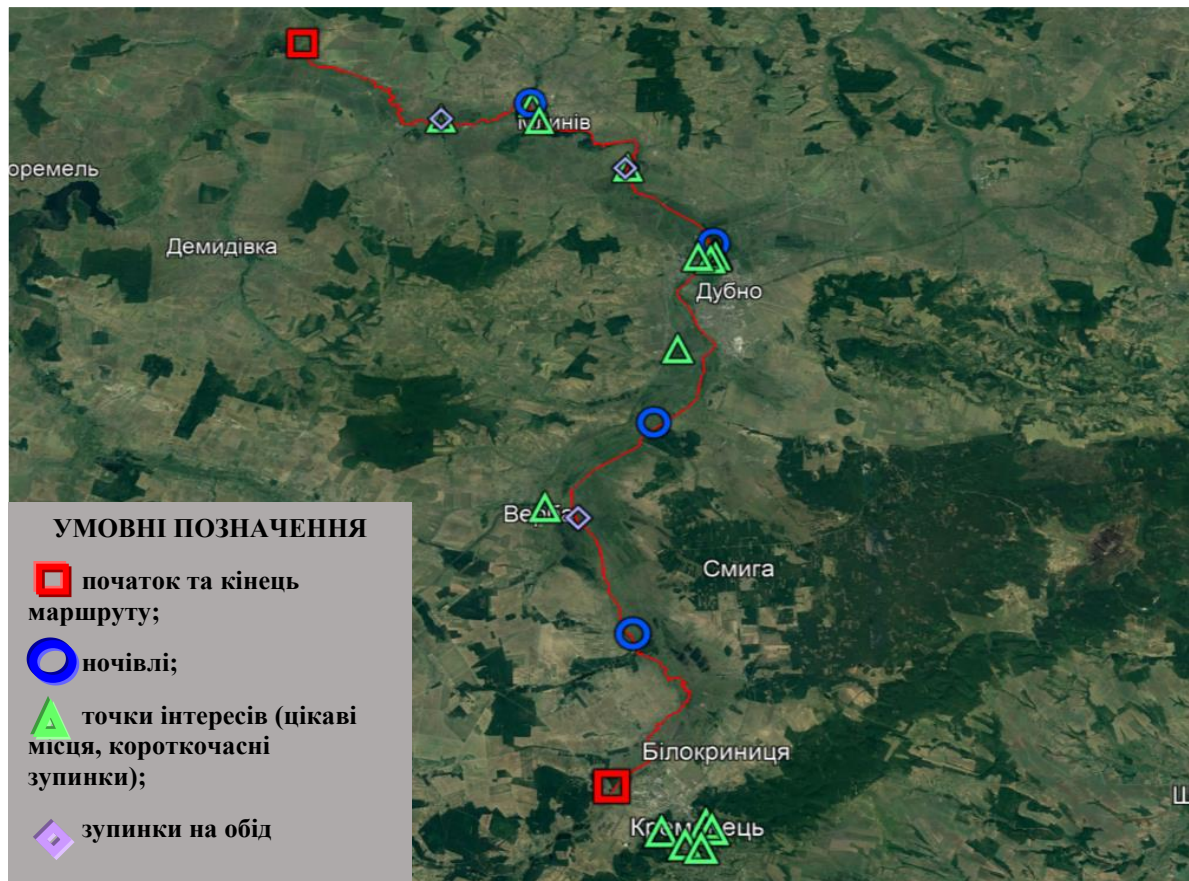 оремель
Демидівка
Дубно
Смига
Білокриниця
УМОВНІ ПОЗНАЧЕННЯ
початок та кінець
маршруту;
ночівлі;
точки інтересів (цікаві
місця, короткочасні
зупинки);
зупинки на обід